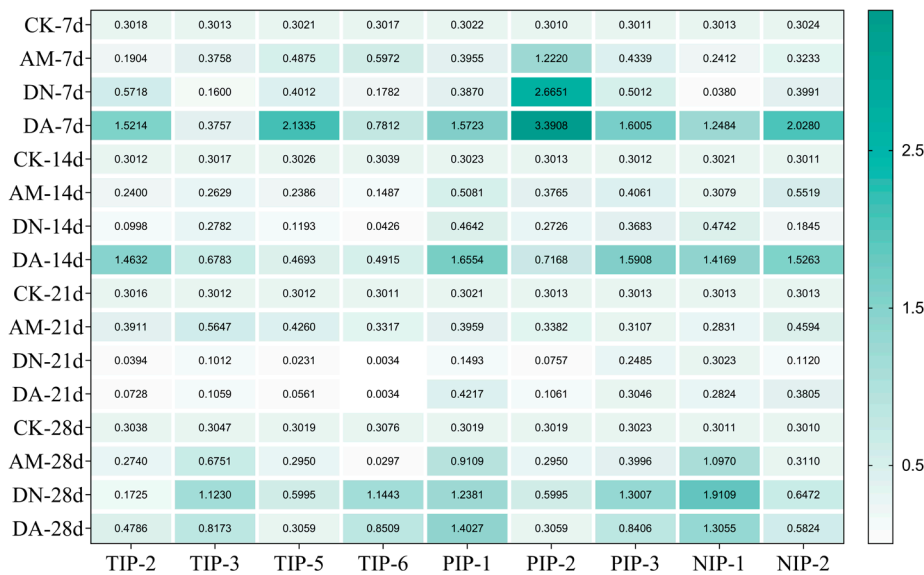 CK-7d 0.3018 0.3013 0.3021 0.3017 0.3022 0.3010 0.3011 0.3013 0.3024
AM-7d 0.1904 0.3758 0.4875 0.5972 0.3955 1.2220 0.4339 0.2412 0.3233
DN-7d 0.5718 0.1600 0.4012 0.1782 0.3870 2.6651 0.5012 0.0380 0.3991
DA-7d 1.5214 0.3757 2.1335 0.7812 1.5723 3.3908 1.6005 1.2484 2.0280
2.5
CK-14d 0.3012 0.3017 0.3026 0.3039 0.3023 0.3013 0.3012 0.3021 0.3011
AM-14d 0.2400 0.2629 0.2386 0.1487 0.5081 0.3765 0.4061 0.3079 0.5519
DN-14d 0.0998 0.2782 0.1193 0.0426 0.4642 0.2726 0.3683 0.4742 0.1845
DA-14d 1.4632 0.6783 0.4693 0.4915 1.6554 0.7168 1.5908 1.4169 1.5263
CK-21d 0.3016 0.3012 0.3012 0.3011 0.3021 0.3013 0.3013 0.3013 0.3013
1.5
AM-21d 0.3911 0.5647 0.4260 0.3317 0.3959 0.3382 0.3107 0.2831 0.4594
DN-21d 0.0394 0.1012 0.0231 0.0034 0.1493 0.0757 0.2485 0.3023 0.1120
DA-21d 0.0728 0.1059 0.0561 0.0034 0.4217 0.1061 0.3046 0.2824 0.3805
CK-28d 0.3038 0.3047 0.3019 0.3076 0.3019 0.3019 0.3023 0.3011 0.3010
AM-28d 0.2740 0.6751 0.2950 0.0297 0.9109 0.2950 0.3996 1.0970 0.3110
0.5
DN-28d 0.1725 1.1230 0.5995 1.1443 1.2381 0.5995 1.3007 1.9109 0.6472
DA-28d 0.4786 0.8173 0.3059 0.8509 1.4027 0.3059 0.8406 1.3055 0.5824
TIP-2 TIP-3 TIP-5 TIP-6 PIP-1 PIP-2 PIP-3 NIP-1 NIP-2